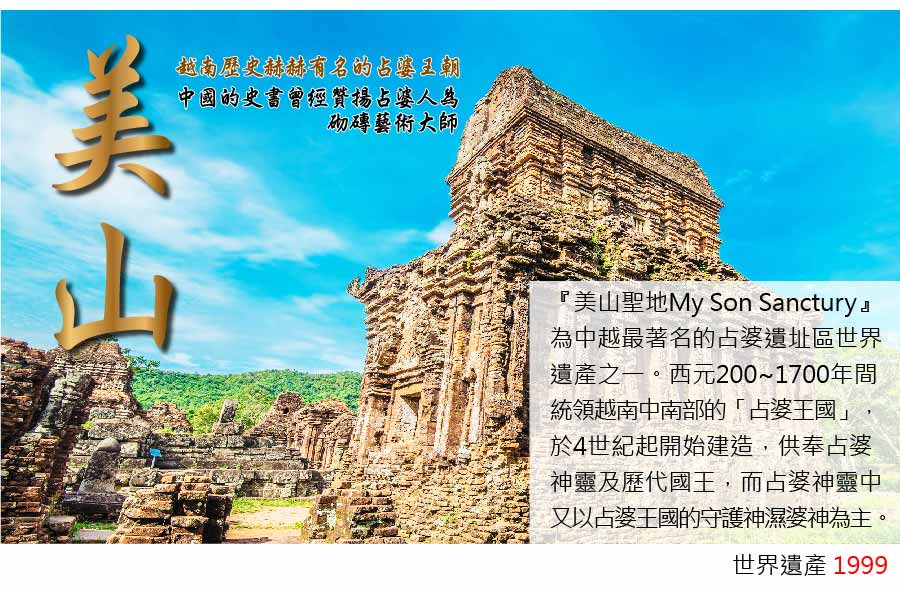 美山
越南歷史赫赫有名的占婆王朝
中國的史書曾經贊揚占婆人為
砌磚藝術大師
『美山聖地My Son Sanctury』
為中越最著名的占婆遺址區世界
遺產之一。西元200~1700年間
統領越南中南部的「占婆王國」，
於4世紀起開始建造，供奉占婆
神靈及歷代國王，而占婆神靈中
又以占婆王國的守護神濕婆神為主。
世界遺產 1999